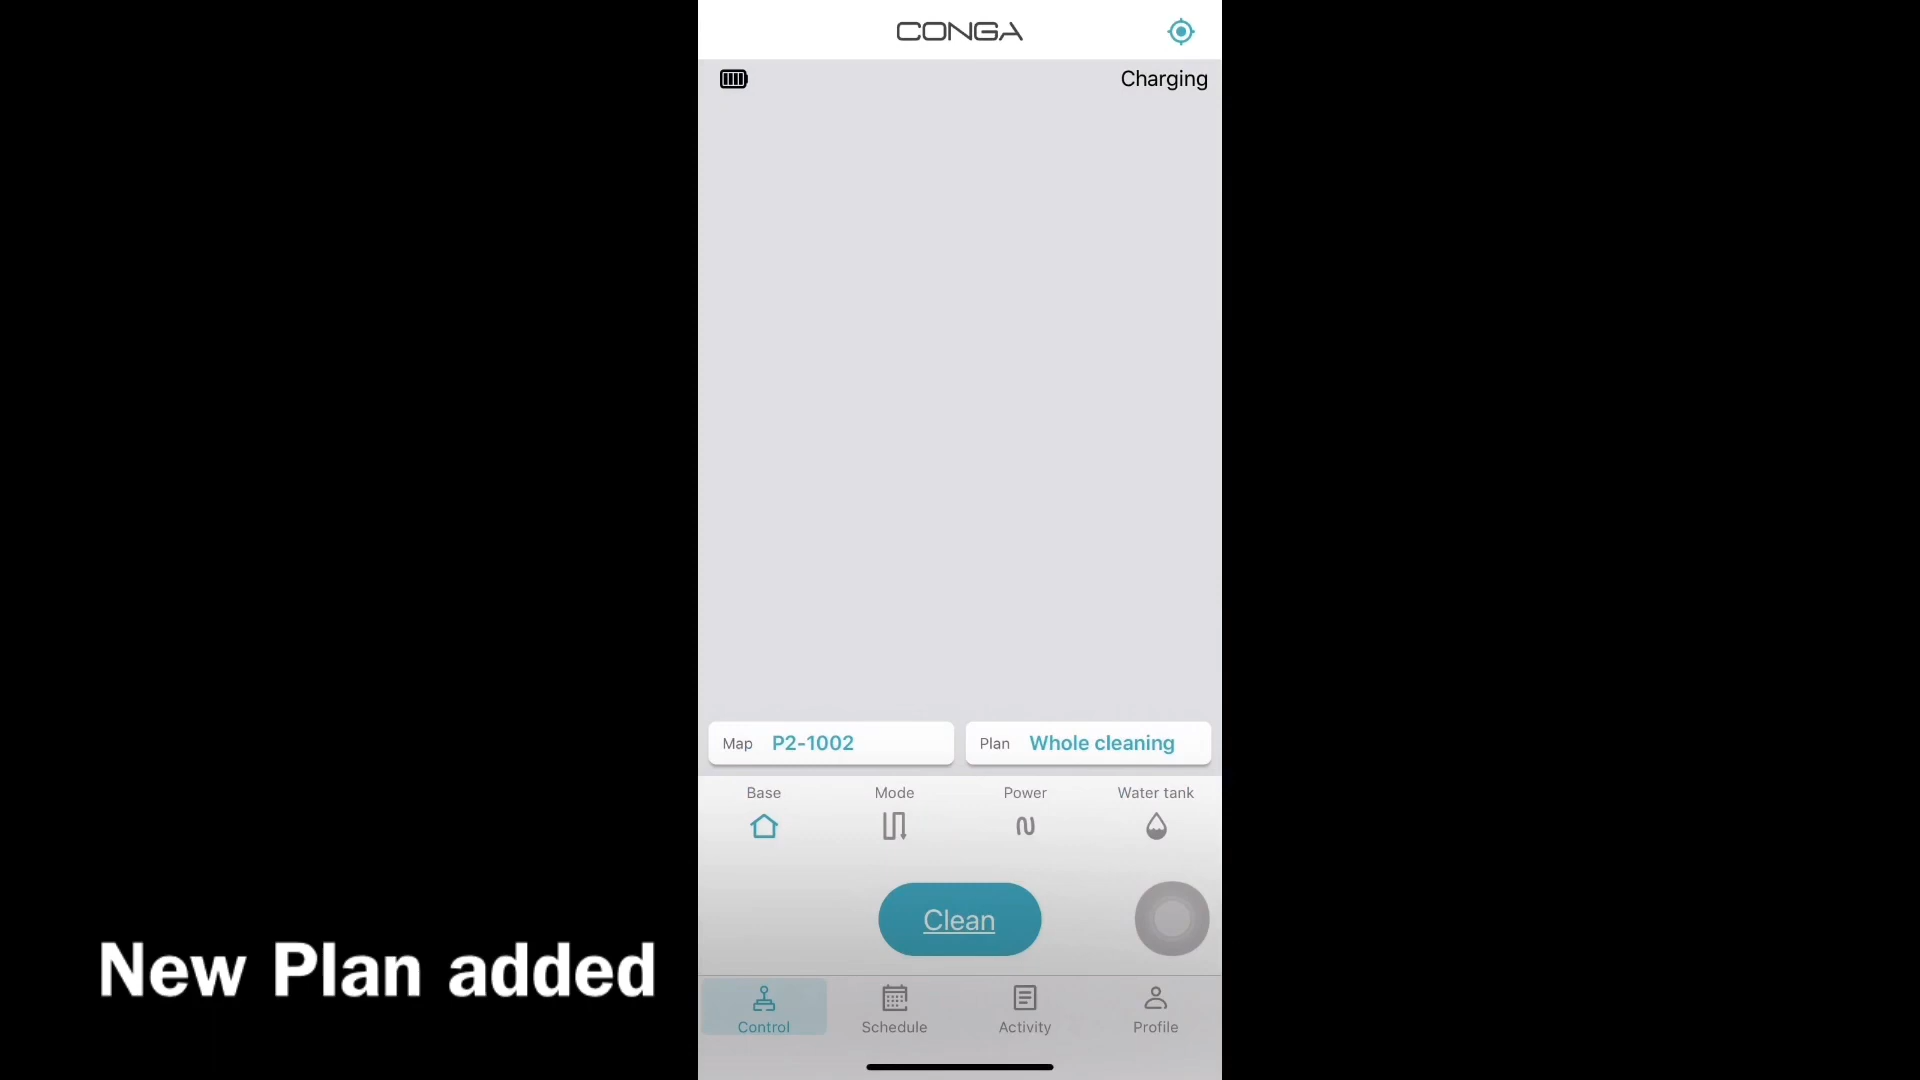 CONGA
Charging
Map P2-1002 Plan Whole cleaning
Base Mode Power Water tank
Clean
New Plan added
Control Schedule Activity Profile